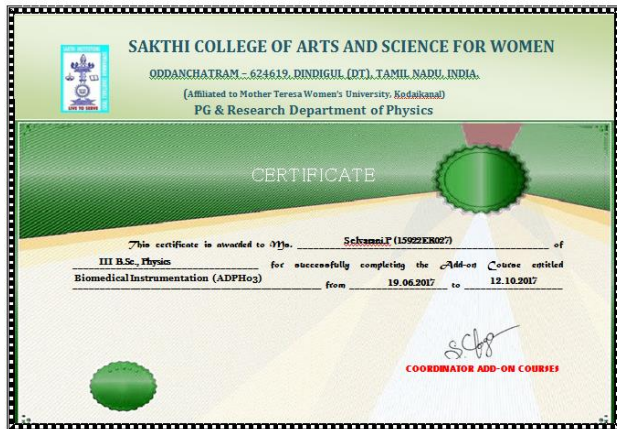 SAKTHI COLLEGE OF ARTS AND SCIENCE FOR WOMEN
ODDANCHATRAM – 624619, DINDIGUL (DT), TAMIL NADU, INDIA.
(Affiliated to Mother Teresa Women's University, Kodaikanal)
PG & Research Department of Physics
CERTIFICATE
This certificate is awarded to Ms. Selvarani.P (15922ER027) of
III B.Sc., Physics for successfully completing the Add-on Course entitled
Biomedical Instrumentation (ADPH03) from 19.06.2017 to 12.10.2017
COORDINATOR ADD-ON COURSES